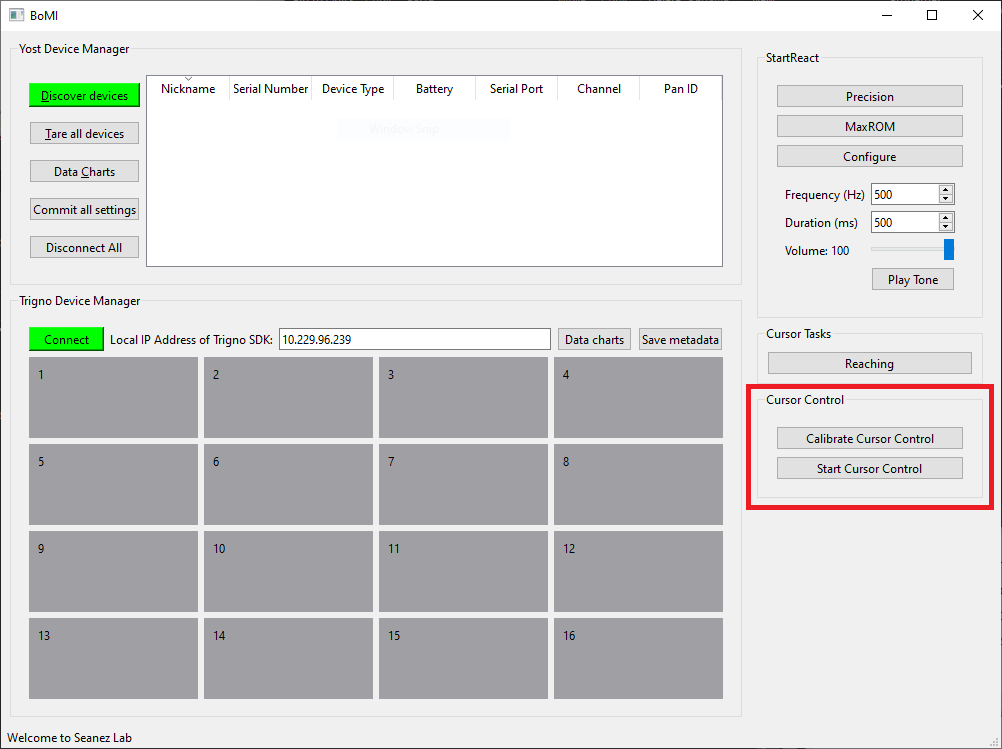 BoMI
Yost Device Manager
Discover devices
Tare all devices
Data Charts
Commit all settings
Disconnect All
Nickname Serial Number Device Type Battery Serial Port Channel Pan ID
Window Snip
Trigno Device Manager
Connect Local IP Address of Trigno SDK: 10.229.96.239 Data charts Save metadata
1 2 3 4
5 6 7 8
9 10 11 12
13 14 15 16
StartReact
Precision
MaxROM
Configure
Frequency (Hz) 500
Duration (ms) 500
Volume: 100
Play Tone
Cursor Tasks
Reaching
Cursor Control
Calibrate Cursor Control
Start Cursor Control
Welcome to Seanez Lab